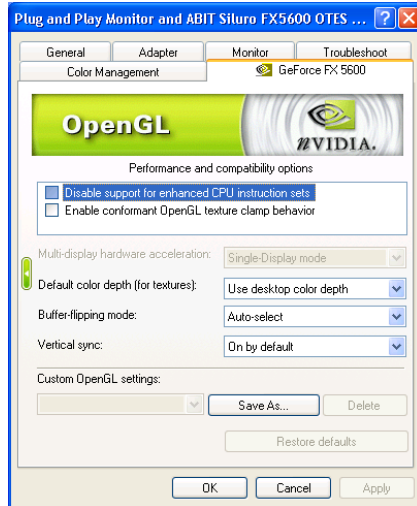 Plug and Play Monitor and ABIT Siluro FX5600 OTES ...
General Adapter Monitor Troubleshoot
Color Management GeForce FX 5600
OpenGL
nVIDIA.
Performance and compatibility options
Disable support for enhanced CPU instruction sets
Enable conformant OpenGL texture clamp behavior
Multi-display hardware acceleration: Single-Display mode
Default color depth (for textures): Use desktop color depth
Buffer-flipping mode: Auto-select
Vertical sync: On by default
Custom OpenGL settings:
Save As... Delete
Restore defaults
OK Cancel Apply